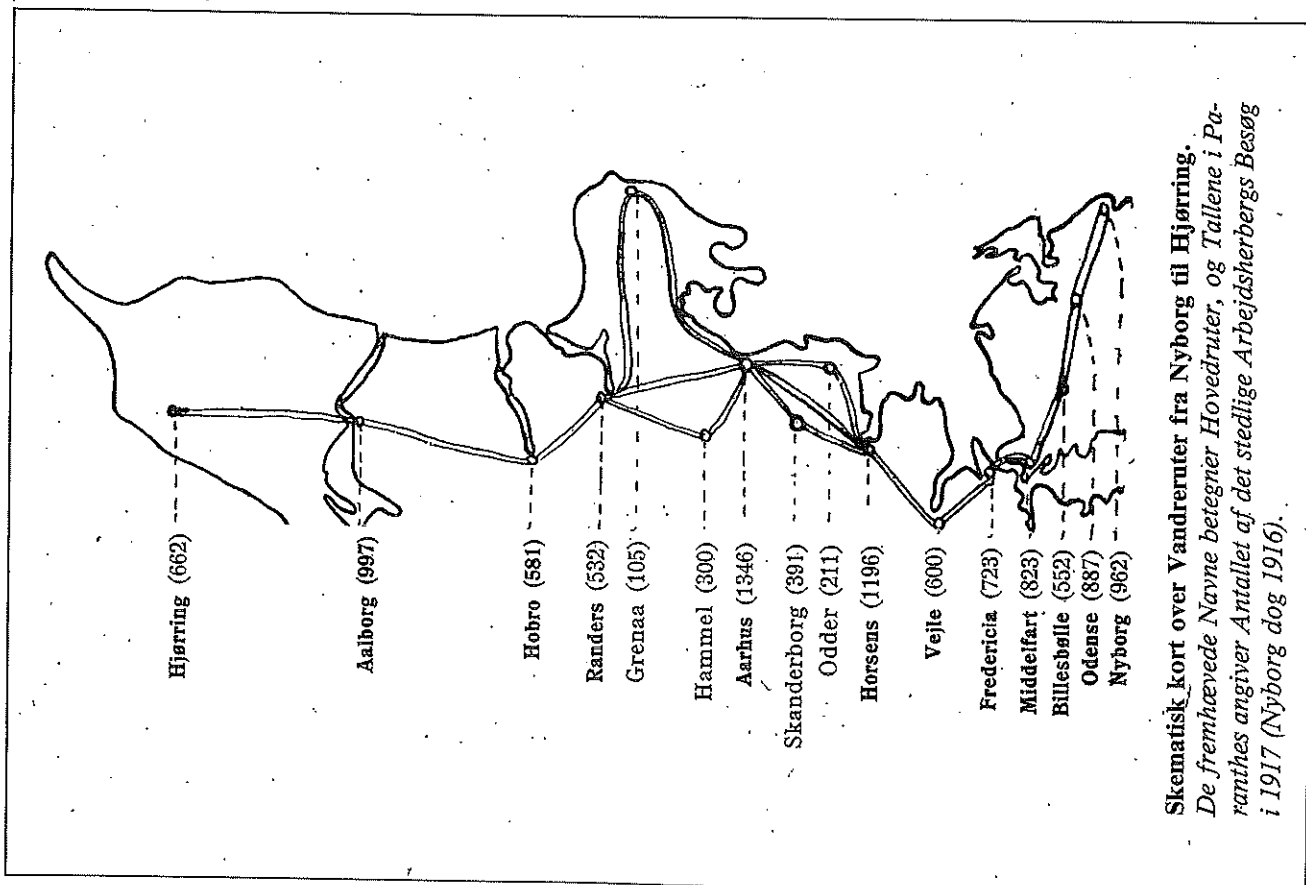 Hjørring (662)
Aalborg (997)
Hobro (581)
Randers (532)
Grenaa (105)
Hammel (300)
Aarhus (1346)
Skanderborg (391)
Odder (211)
Horsens (1196)
Vejle (600)
Fredericia (723)
Middelfart (823)
Billesbølle (552)
Odense (887)
Nyborg (962)
Skematisk kort over Vandreruter fra Nyborg til Hjørring.
De fremhævede Navne betegner Hovedruter, og Tallene i Pa-
ranthes angiver Antallet af det stedlige Arbejdsherbergs Besøg
i 1917 (Nyborg dog 1916).